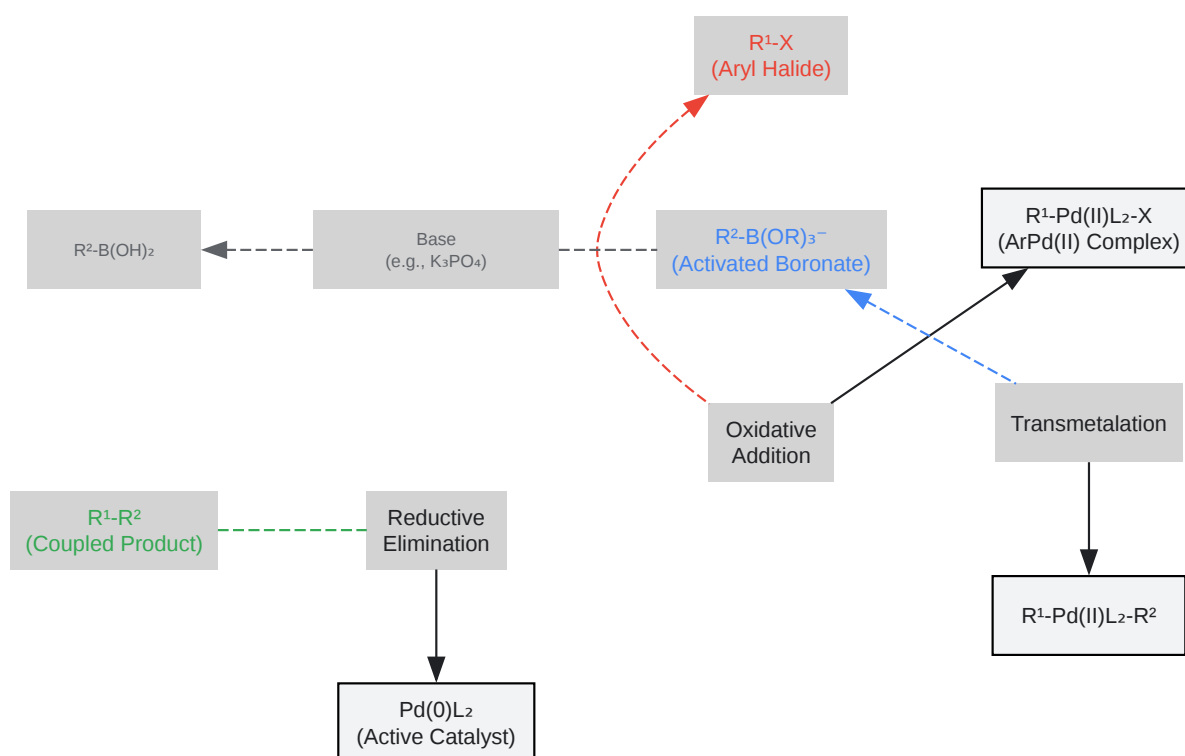 R¹-X
(Aryl Halide)
R²-B(OH)₂
Base
(e.g., K₃PO₄)
R²-B(OR)₃⁻
(Activated Boronate)
R¹-Pd(II)L₂-X
(ArPd(II) Complex)
Oxidative
Addition
Transmetalation
R¹-R²
(Coupled Product)
Reductive
Elimination
R¹-Pd(II)L₂-R²
Pd(0)L₂
(Active Catalyst)